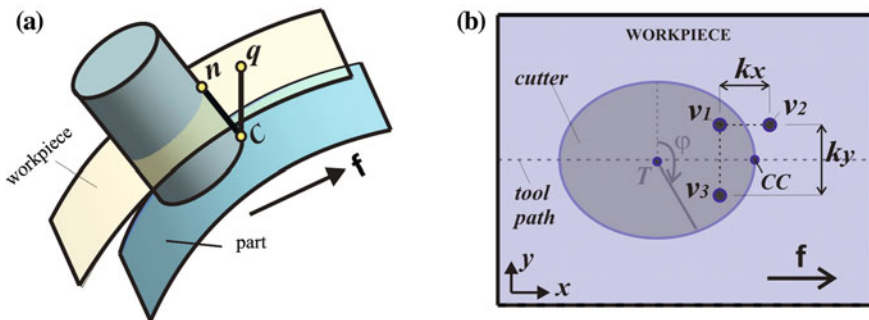 (a)
n
q
C
workpiece
f
part
(b)
WORKPIECE
cutter
kx
v1
v2
φ
ky
T
v3
CC
tool
path
f
y
x